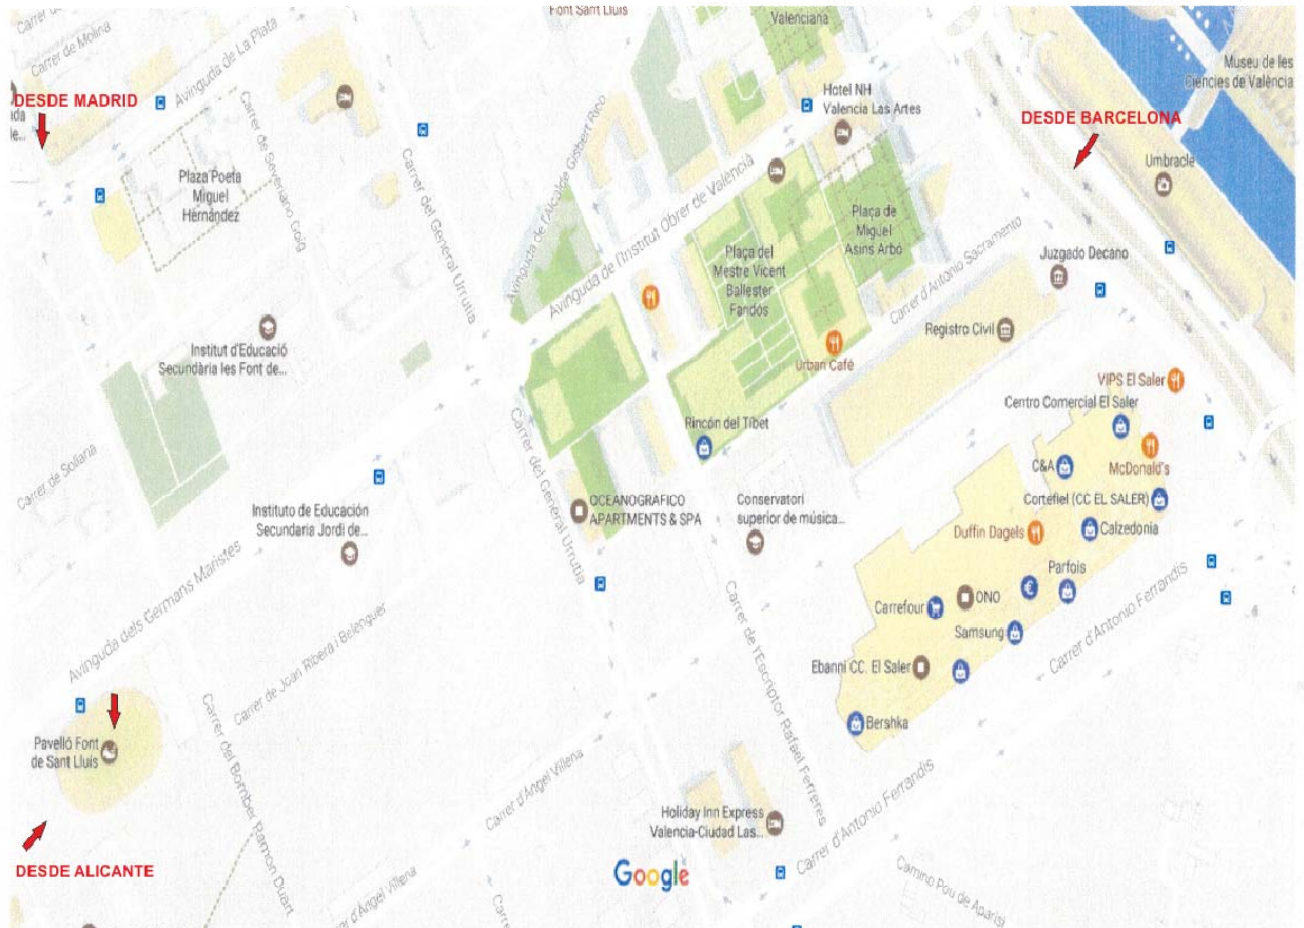 Carrer de Molina
Avinguda de La Plata
DESDE MADRID
Font Sant Lluís
Valenciana
Museu de les
Ciències de València
Hotel NH
Valencia Las Artes
DESDE BARCELONA
Umbracle
Plaza Poeta
Miguel
Hernández
Carrer de Severiano Goig
Carrer del General Urrutia
Avinguda de l'Alcalde Gisbert Rico
Avinguda de l'Institut Obrer de València
Plaça del
Mestre Vicent
Ballester
Fandós
Plaça de
Miguel
Asins Arbó
Carrer d'Antonio Sacramento
Juzgado Decano
Registro Civil
Institut d'Educació
Secundària les Font de...
Urban Café
VIPS El Saler
Centro Comercial El Saler
Rincón del Tíbet
C&A
McDonald's
Carrer de Soliana
Cortefiel (CC EL SALER)
OCEANOGRAFICO
APARTMENTS & SPA
Conservatori
superior de música...
Instituto de Educación
Secundaria Jordi de...
Duffin Dagels
Calzedonia
Carrer del General Urrutia
Parfois
ONO
Carrefour
Samsung
Ebanni CC. El Saler
Bershka
Carrer d'Antonio Ferrandis
Avinguda dels Germans Maristes
Carrer de Joan Ribera i Belenguer
Carrer de l'Escriptor Rafael Ferreres
Pavelló Font
de Sant Lluís
Carrer del Bomber Ramon Duart
Carrer d'Àngel Villena
Holiday Inn Express
Valencia-Ciudad Las...
Carrer d'Antonio Ferrandis
DESDE ALICANTE
Google
Camino Pou de Aparisi
r d'Àngel Villena